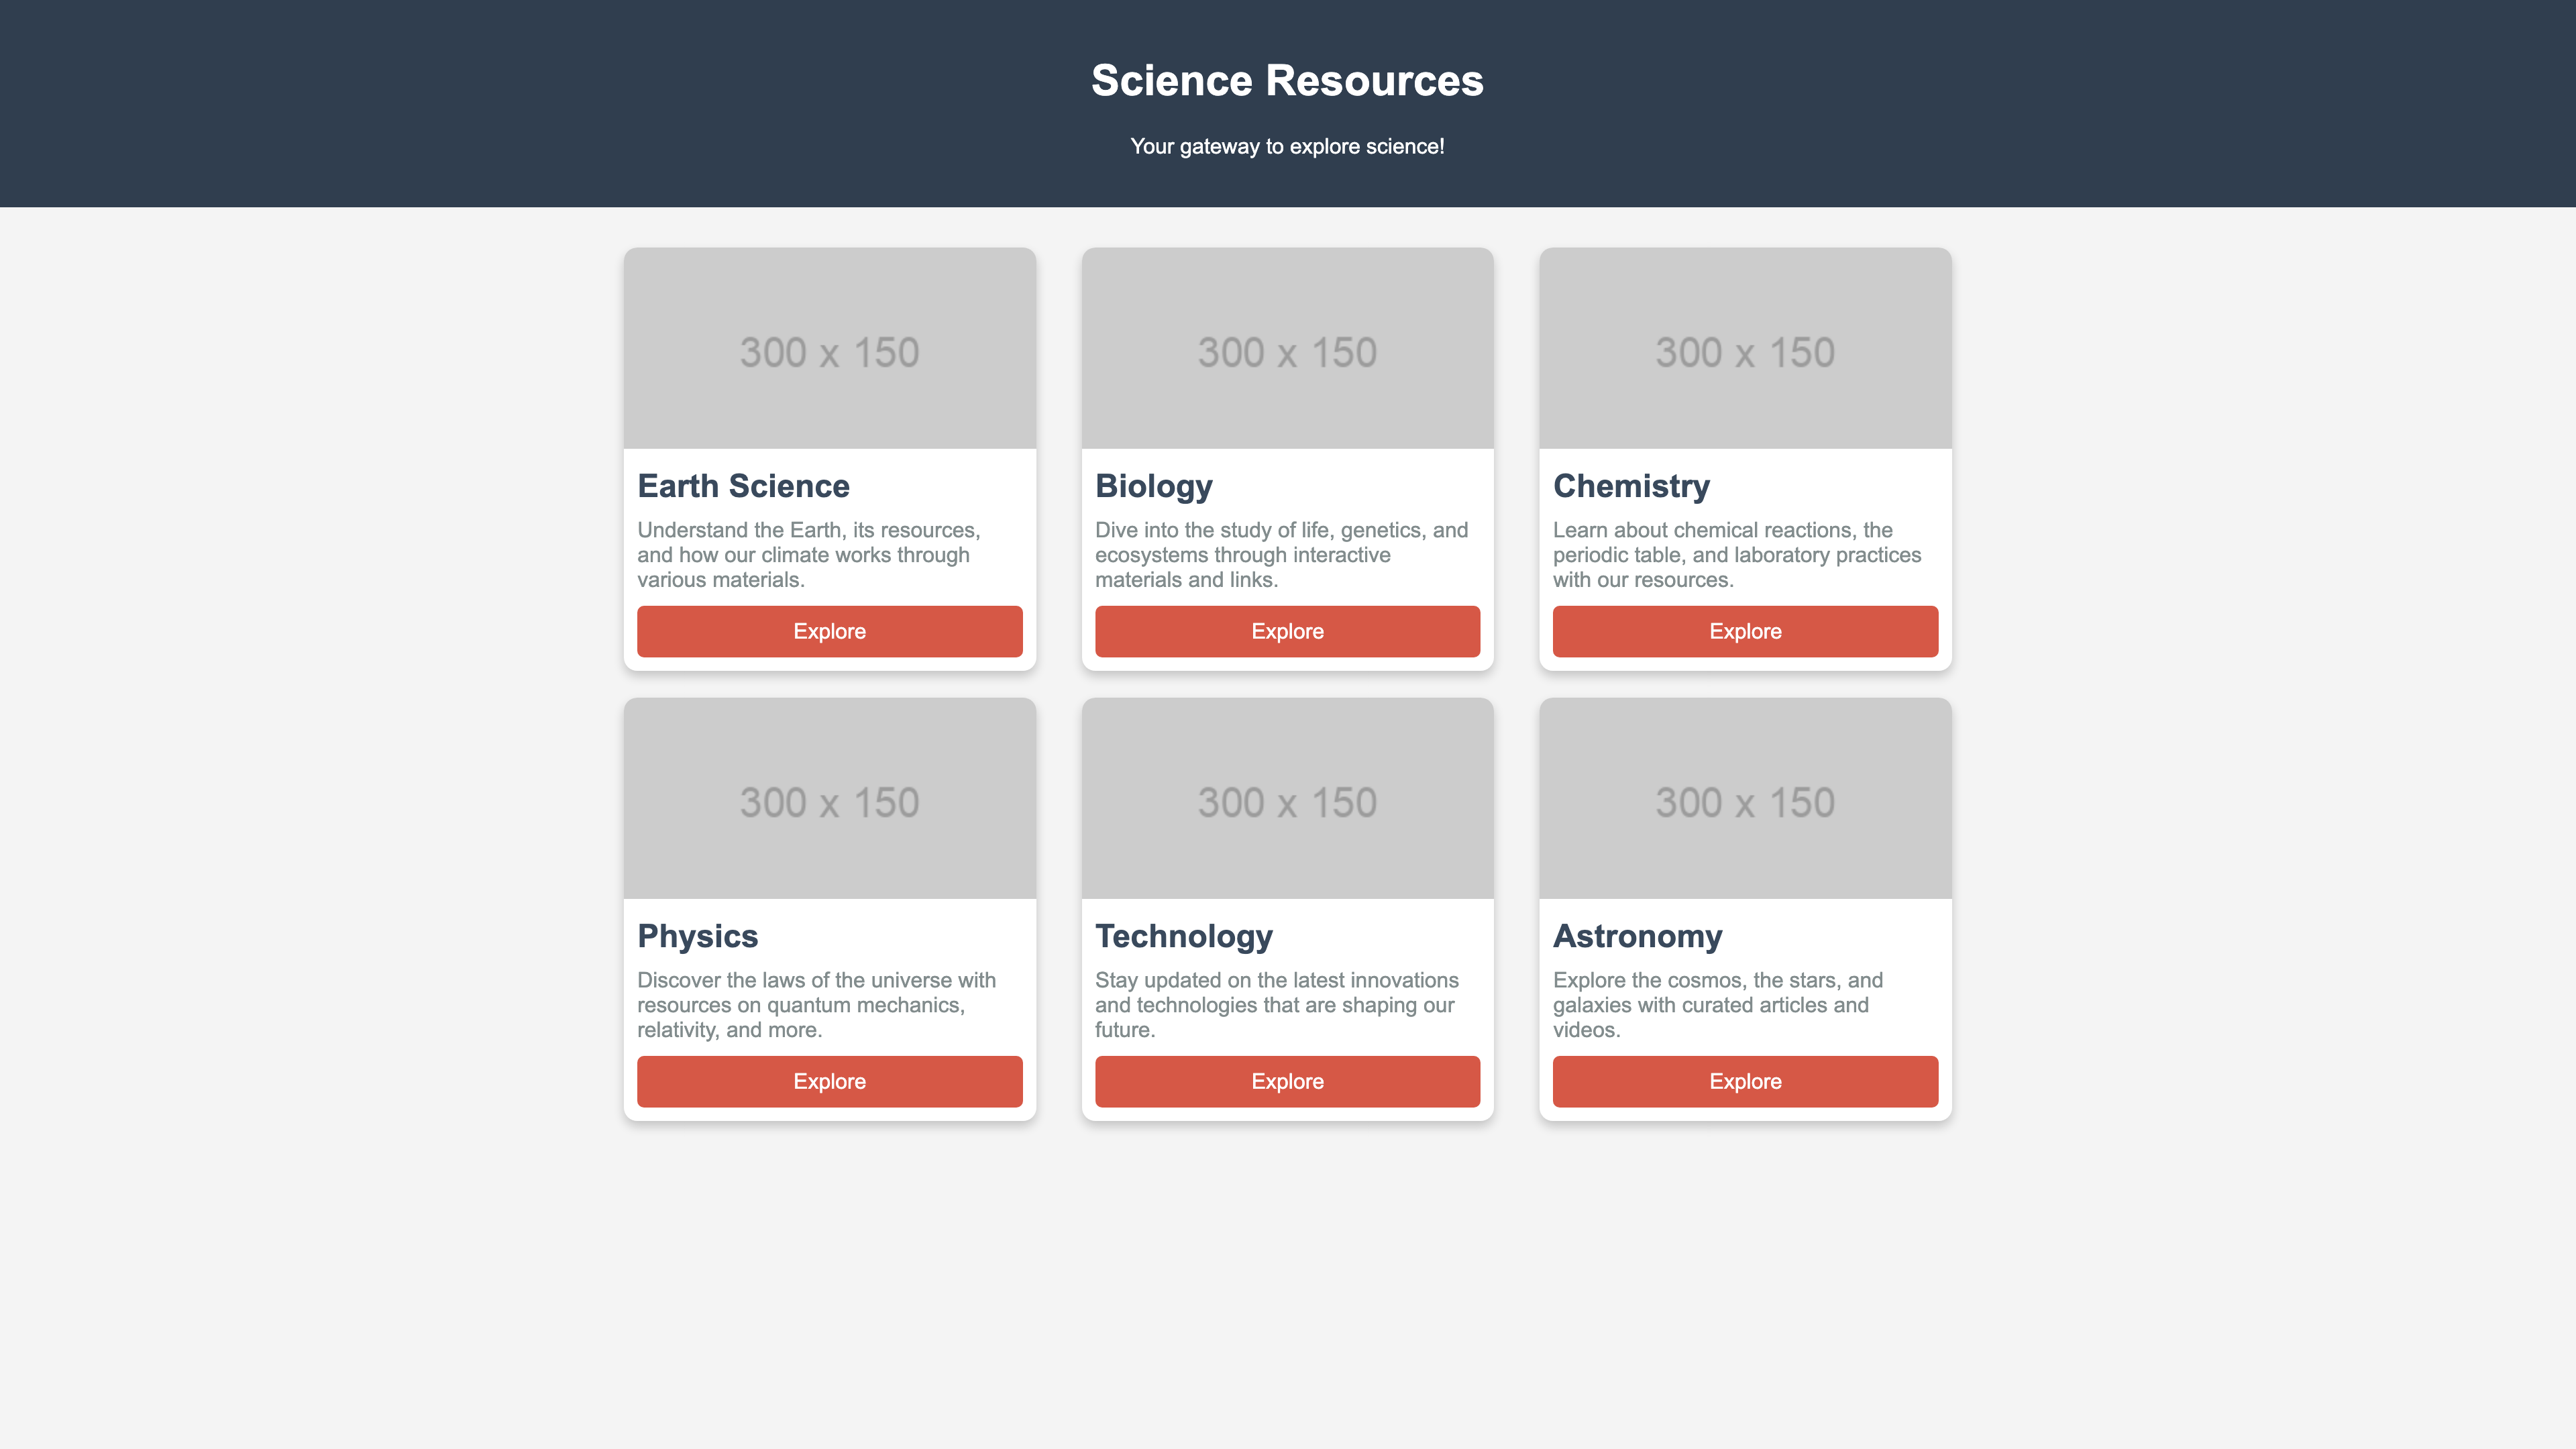 Science Resources
Your gateway to explore science!
300 x 150
Earth Science
Understand the Earth, its resources,
and how our climate works through
various materials.
Explore
300 x 150
Biology
Dive into the study of life, genetics, and
ecosystems through interactive
materials and links.
Explore
300 x 150
Chemistry
Learn about chemical reactions, the
periodic table, and laboratory practices
with our resources.
Explore
300 x 150
Physics
Discover the laws of the universe with
resources on quantum mechanics,
relativity, and more.
Explore
300 x 150
Technology
Stay updated on the latest innovations
and technologies that are shaping our
future.
Explore
300 x 150
Astronomy
Explore the cosmos, the stars, and
galaxies with curated articles and
videos.
Explore